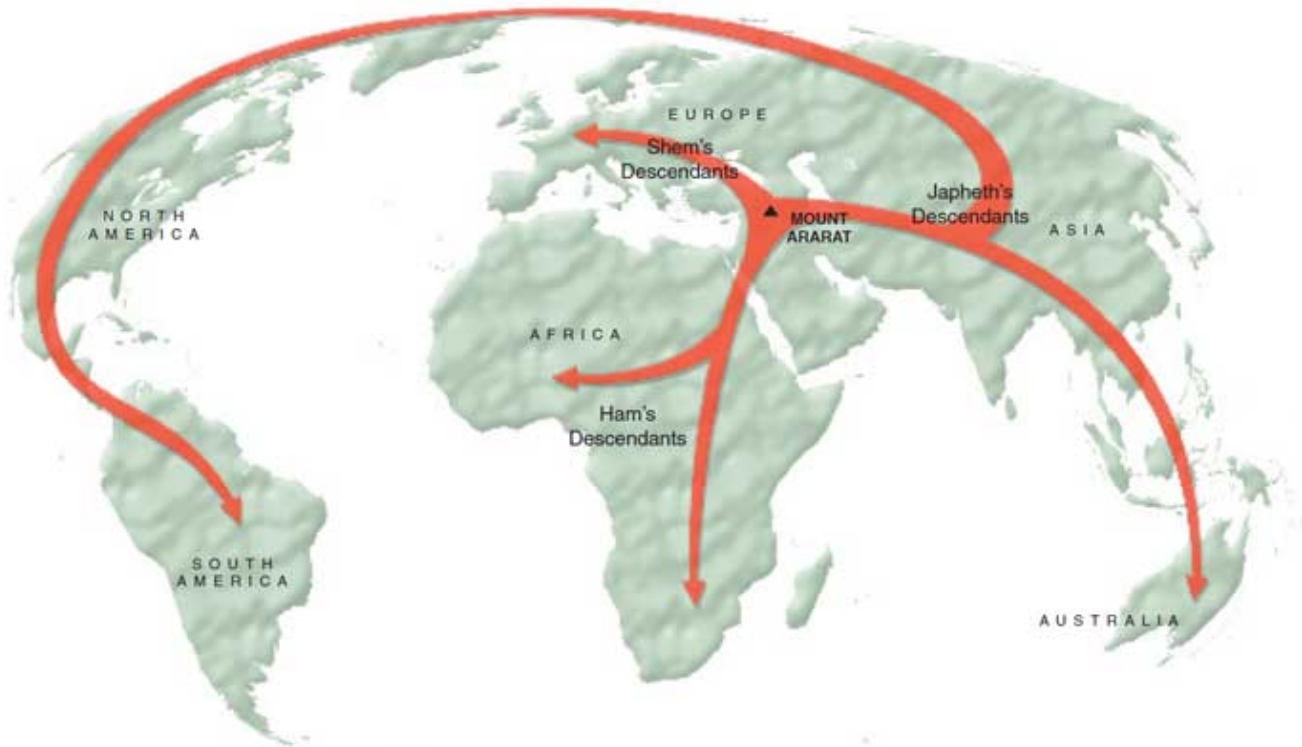 EUROPE
Shem's
Descendants
Japheth's
Descendants
NORTH
AMERICA
MOUNT
ARARAT
ASIA
AFRICA
Ham's
Descendants
SOUTH
AMERICA
AUSTRALIA